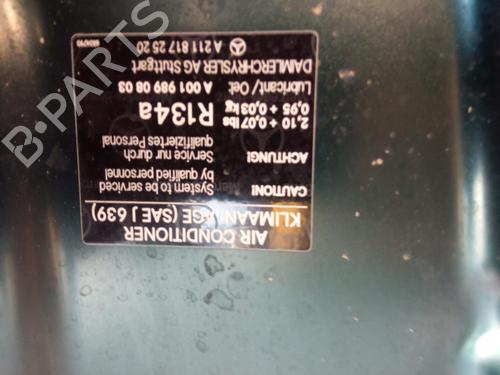 AIR CONDITIONER
KLIMAANLAGE (SAE J 639)
CAUTION!
System to be serviced
by qualified personnel
ACHTUNG!
Service nur durch
qualifiziertes Personal
2,10 + 0,07 lbs
0,95 + 0,03 kg
R134a
Lubricant / Oel: A 001 989 08 03
DAIMLERCHRYSLER AG Stuttgart
A 211 817 25 20
B-PARTS